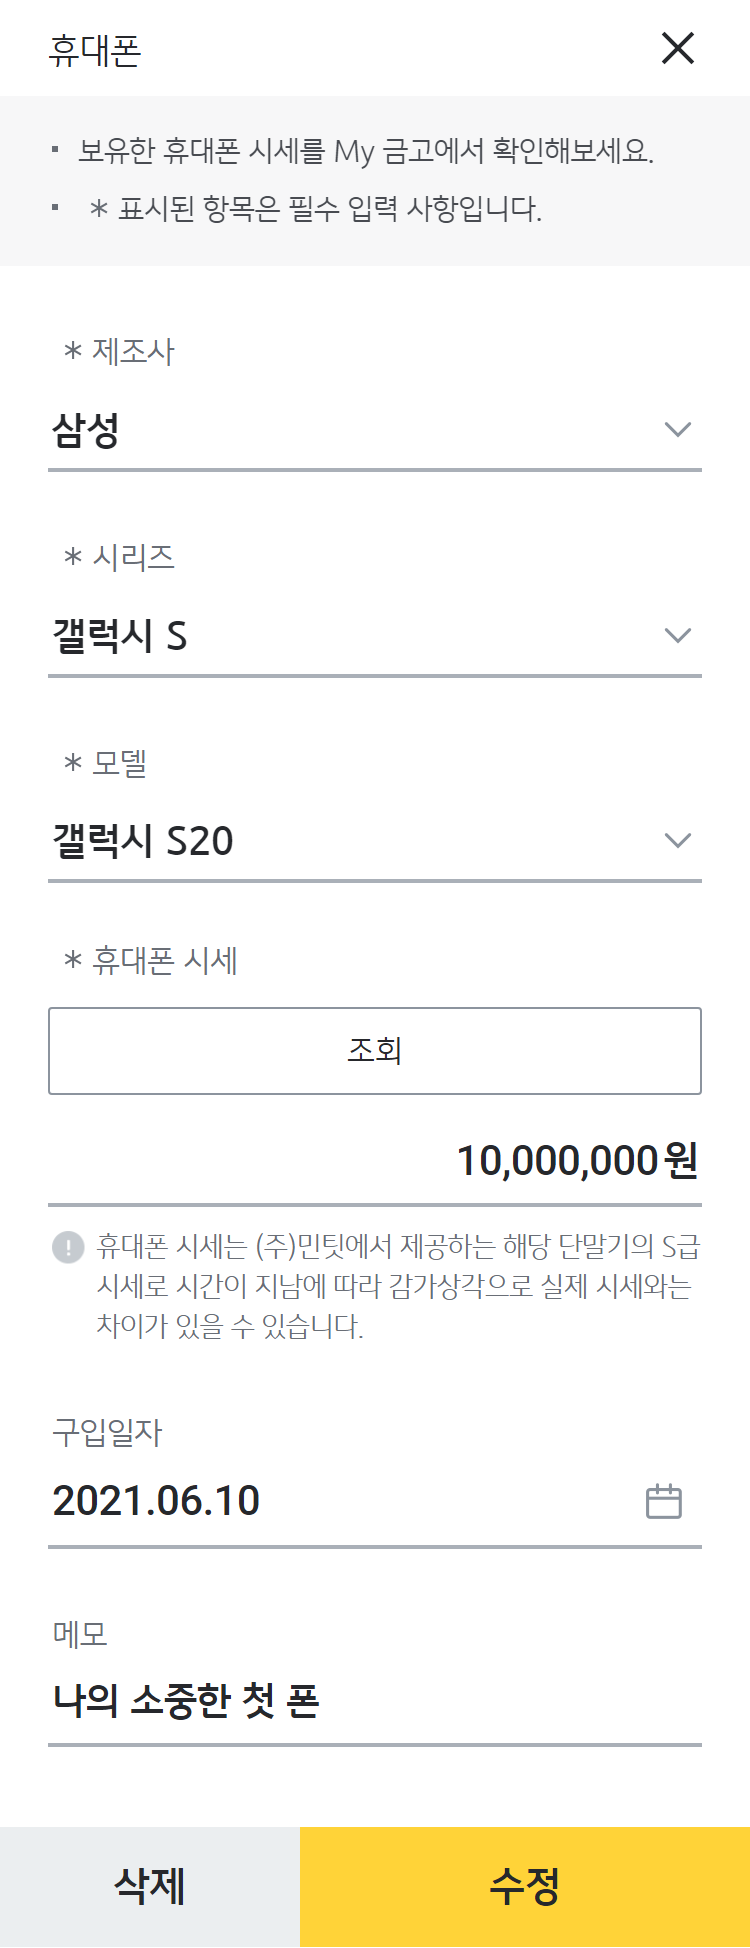 휴대폰
보유한 휴대폰 시세를 My 금고에서 확인해보세요.
* 표시된 항목은 필수 입력 사항입니다.
* 제조사
삼성
* 시리즈
갤럭시 S
* 모델
갤럭시 S20
* 휴대폰 시세
조회
10,000,000원
휴대폰 시세는 (주)민팃에서 제공하는 해당 단말기의 S급
시세로 시간이 지남에 따라 감가상각으로 실제 시세와는
차이가 있을 수 있습니다.
구입일자
2021.06.10
메모
나의 소중한 첫 폰
삭제
수정